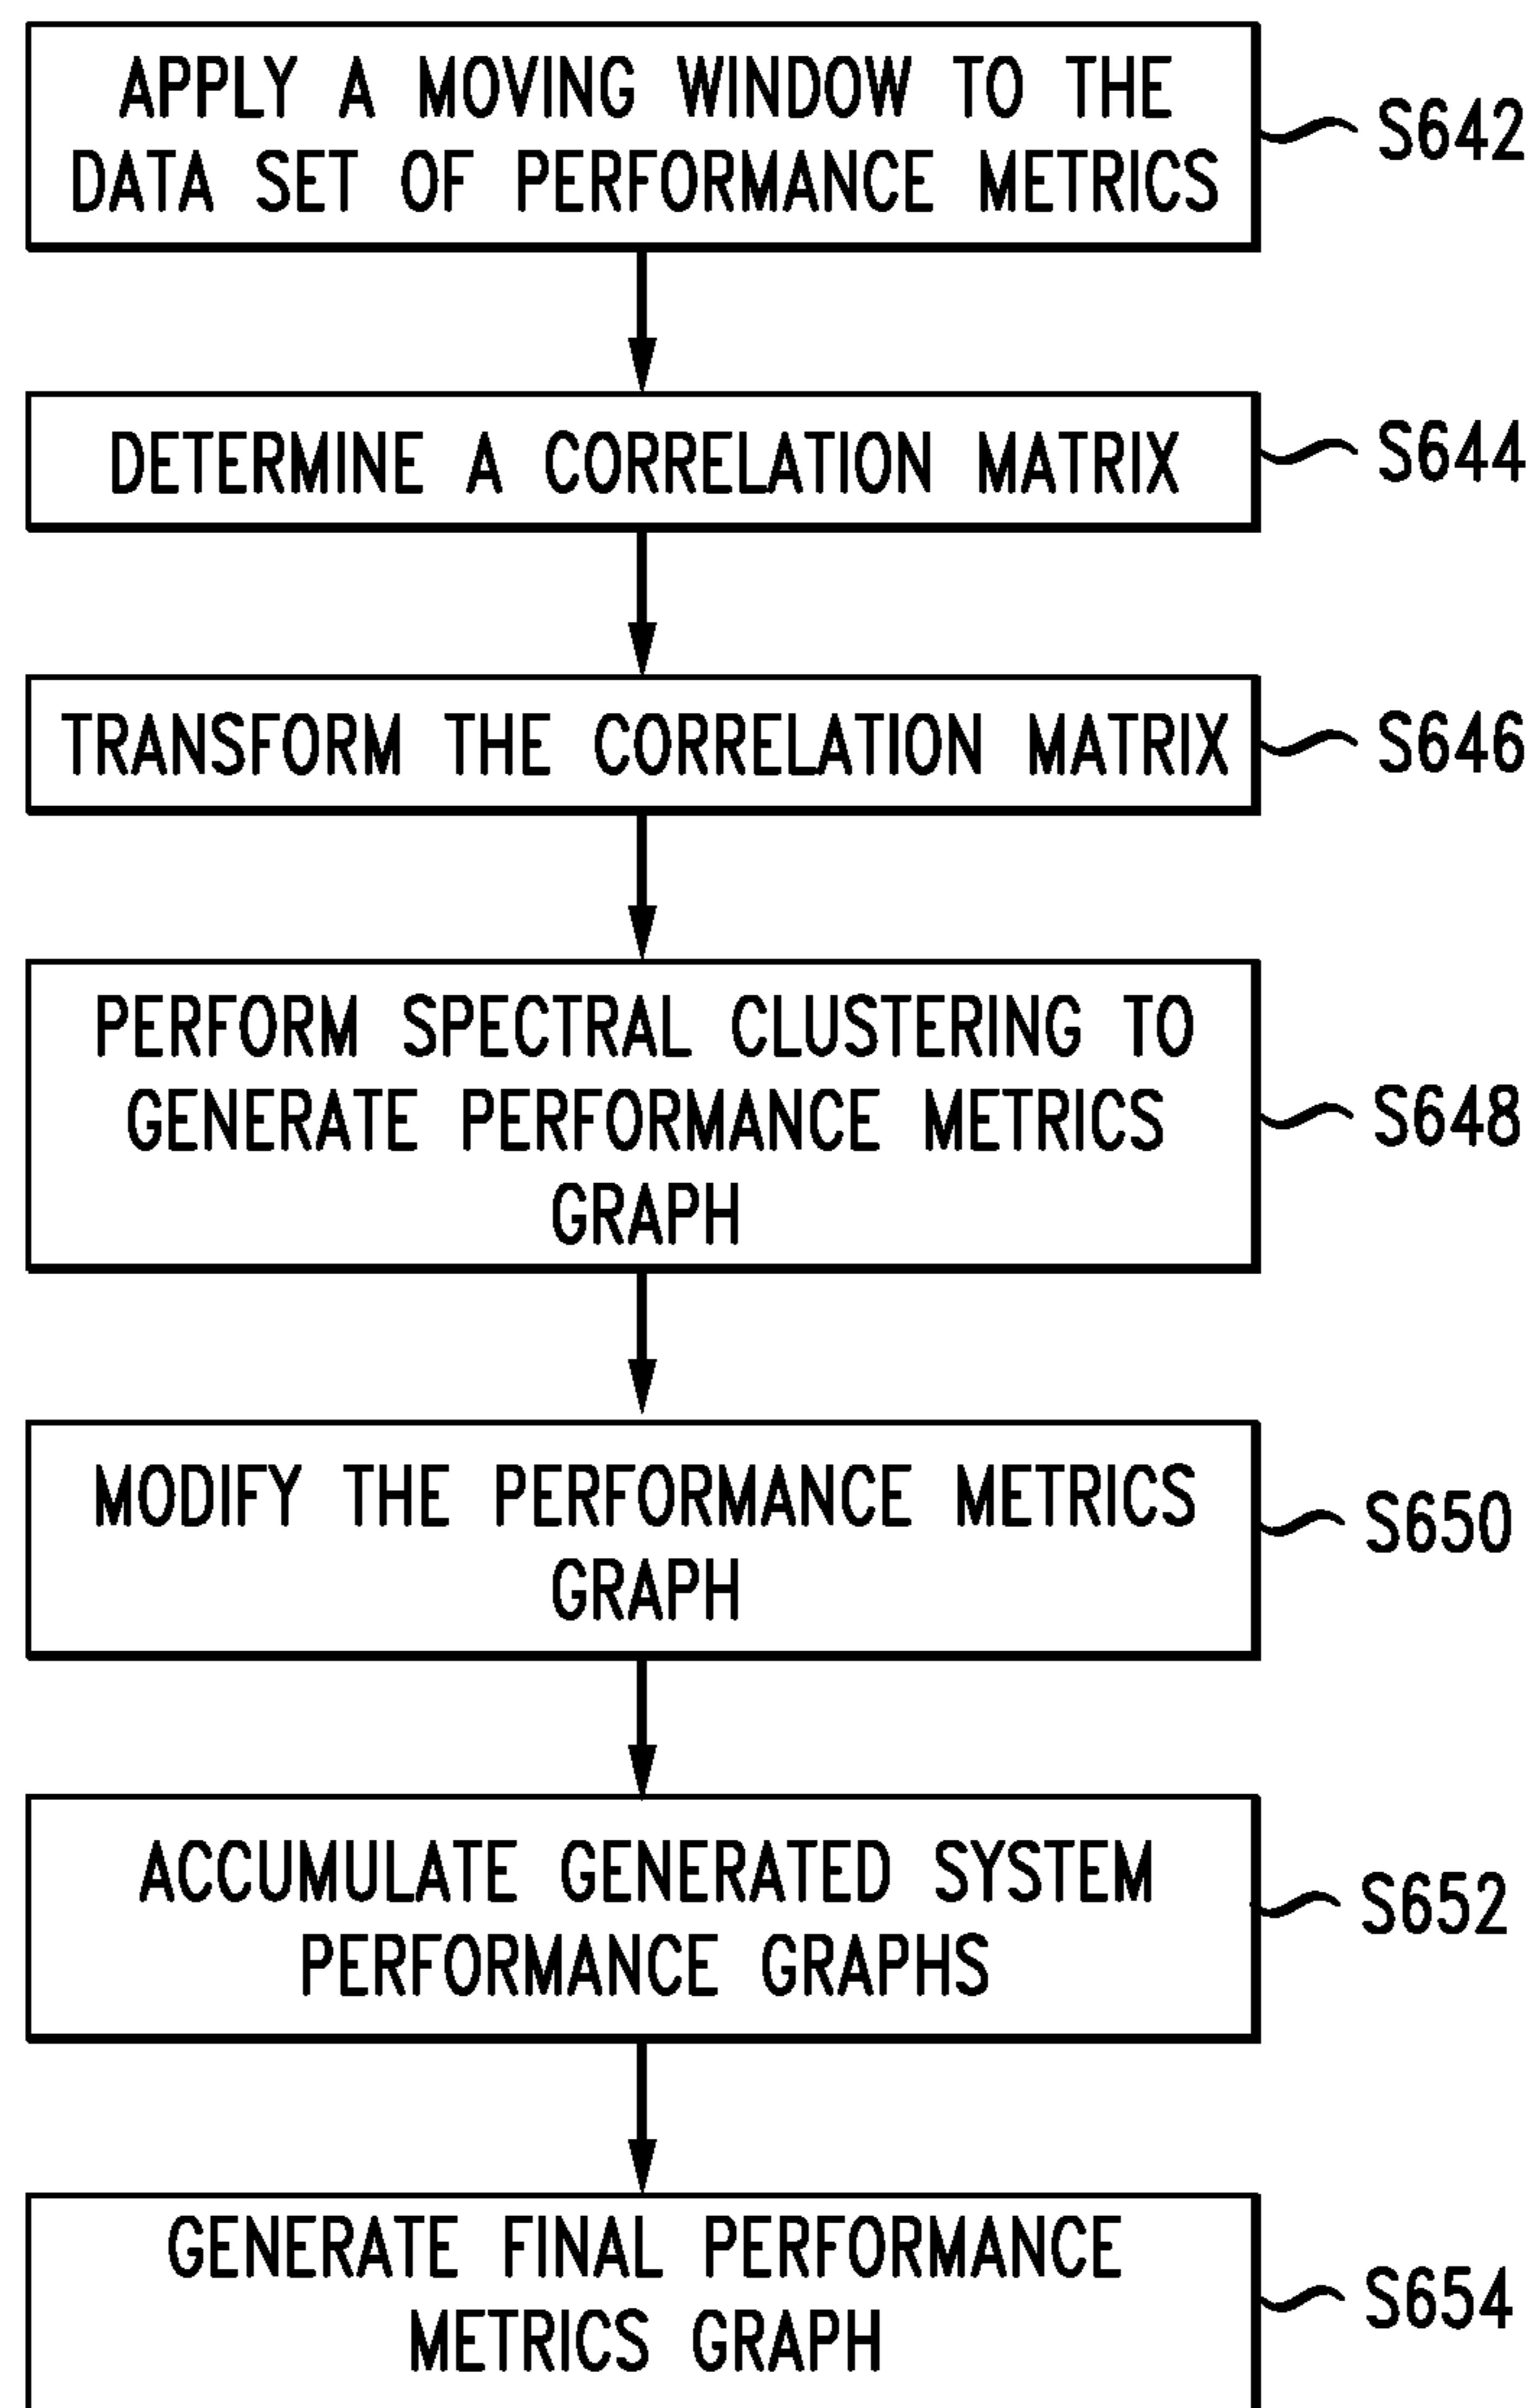 APPLY A MOVING WINDOW TO THE
DATA SET OF PERFORMANCE METRICS
S642
DETERMINE A CORRELATION MATRIX
S644
TRANSFORM THE CORRELATION MATRIX
S646
PERFORM SPECTRAL CLUSTERING TO
GENERATE PERFORMANCE METRICS
GRAPH
S648
MODIFY THE PERFORMANCE METRICS
GRAPH
S650
ACCUMULATE GENERATED SYSTEM
PERFORMANCE GRAPHS
S652
GENERATE FINAL PERFORMANCE
METRICS GRAPH
S654